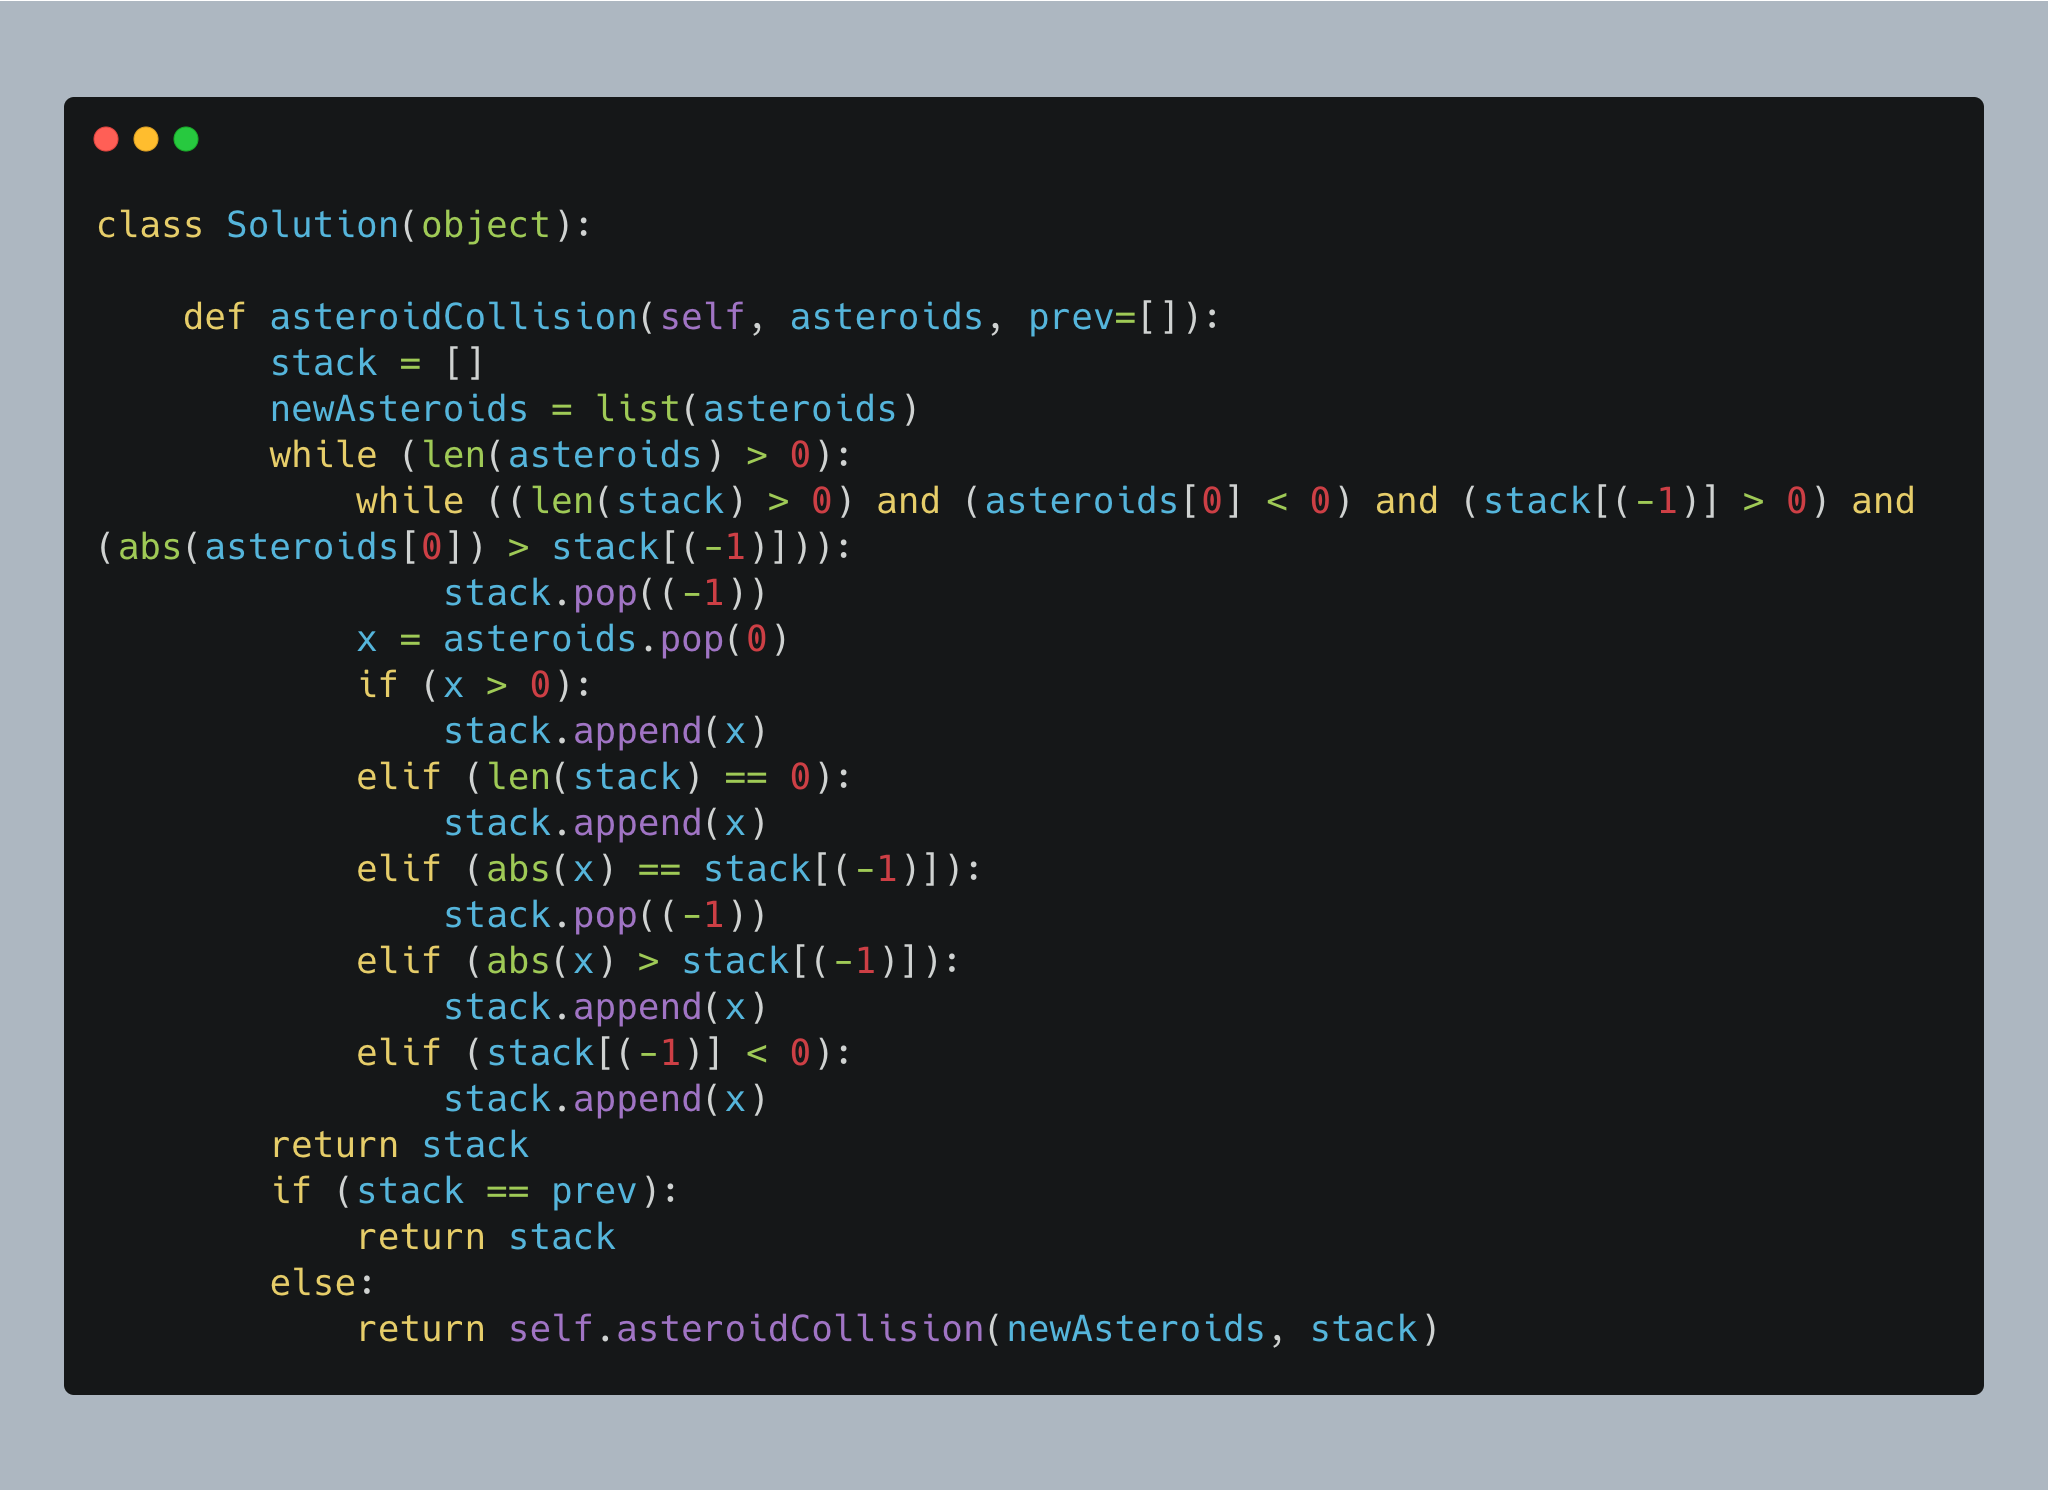 class Solution(object):

    def asteroidCollision(self, asteroids, prev=[]):
        stack = []
        newAsteroids = list(asteroids)
        while (len(asteroids) > 0):
            while ((len(stack) > 0) and (asteroids[0] < 0) and (stack[(-1)] > 0) and
(abs(asteroids[0]) > stack[(-1)])):
                stack.pop((-1))
            x = asteroids.pop(0)
            if (x > 0):
                stack.append(x)
            elif (len(stack) == 0):
                stack.append(x)
            elif (abs(x) == stack[(-1)]):
                stack.pop((-1))
            elif (abs(x) > stack[(-1)]):
                stack.append(x)
            elif (stack[(-1)] < 0):
                stack.append(x)
        return stack
        if (stack == prev):
            return stack
        else:
            return self.asteroidCollision(newAsteroids, stack)